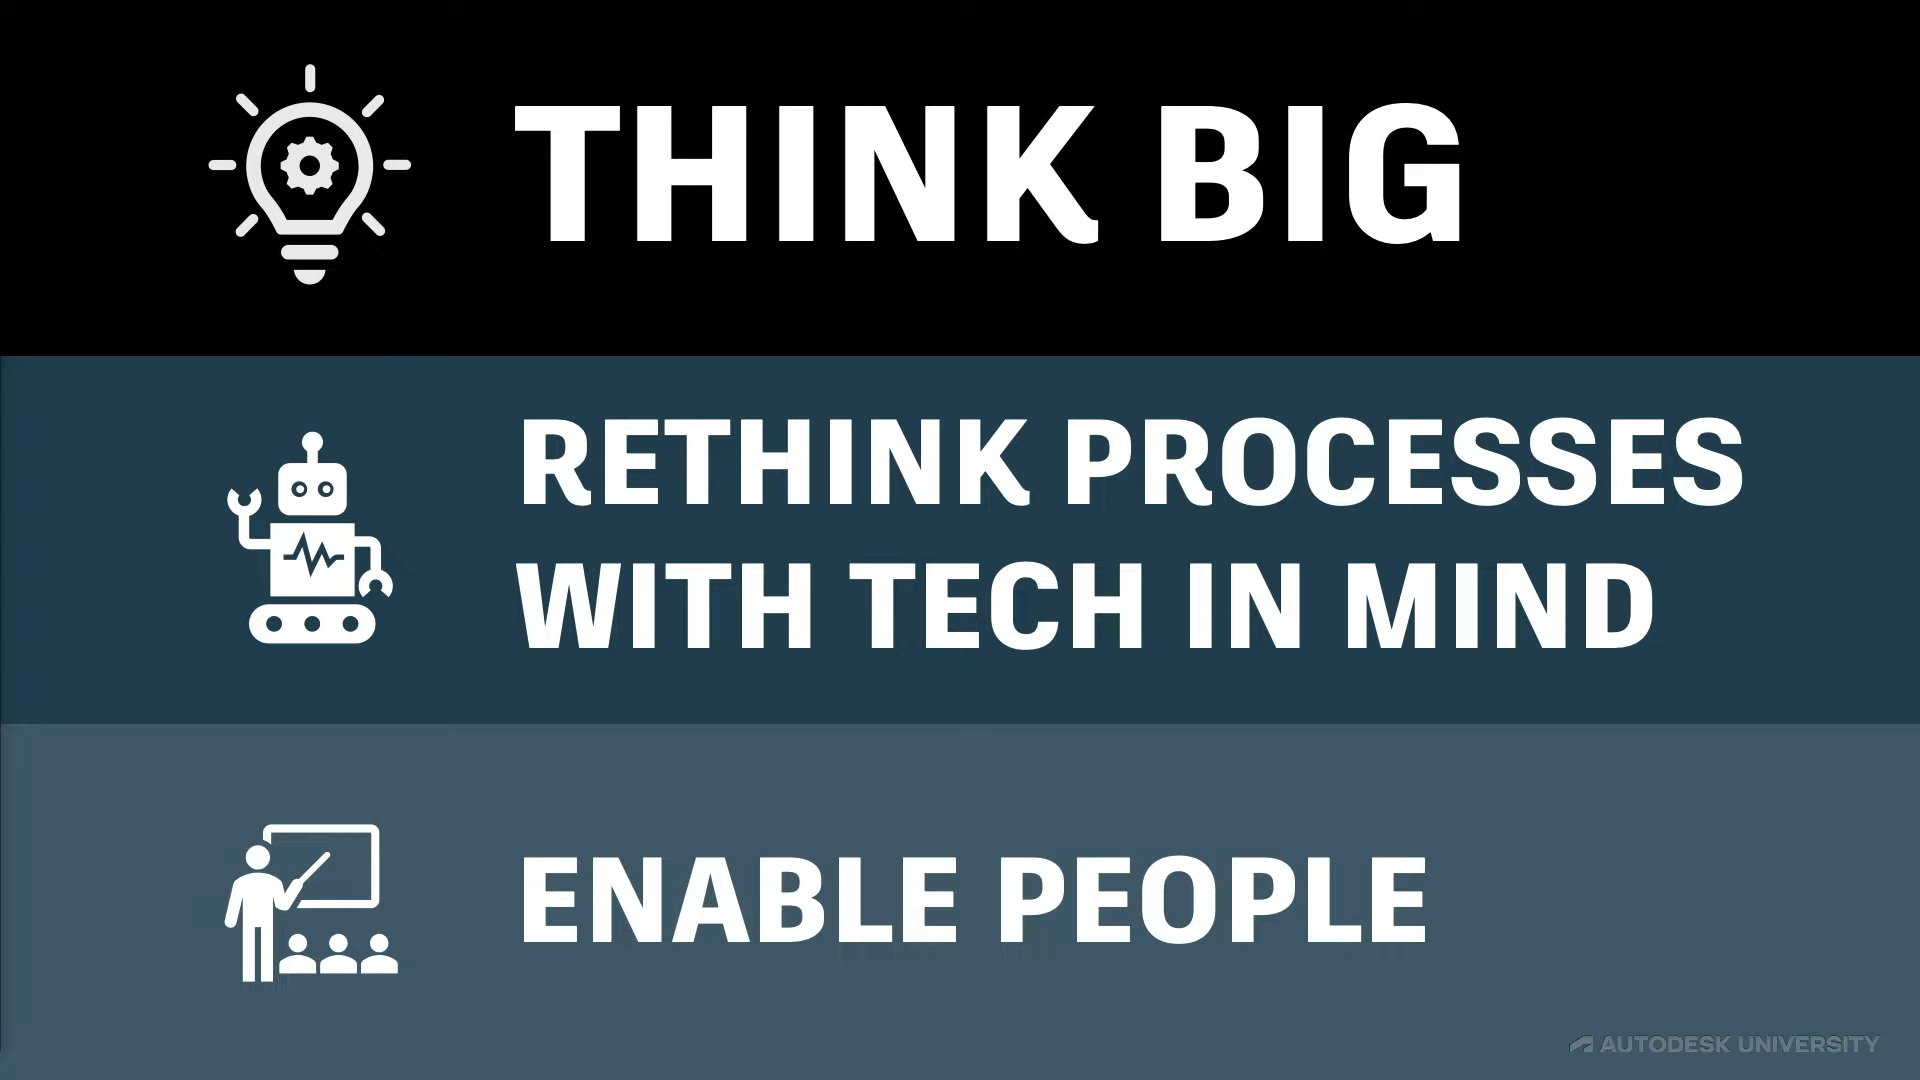 THINK BIG
RETHINK PROCESSES
WITH TECH IN MIND
ENABLE PEOPLE
AUTODESK UNIVERSITY